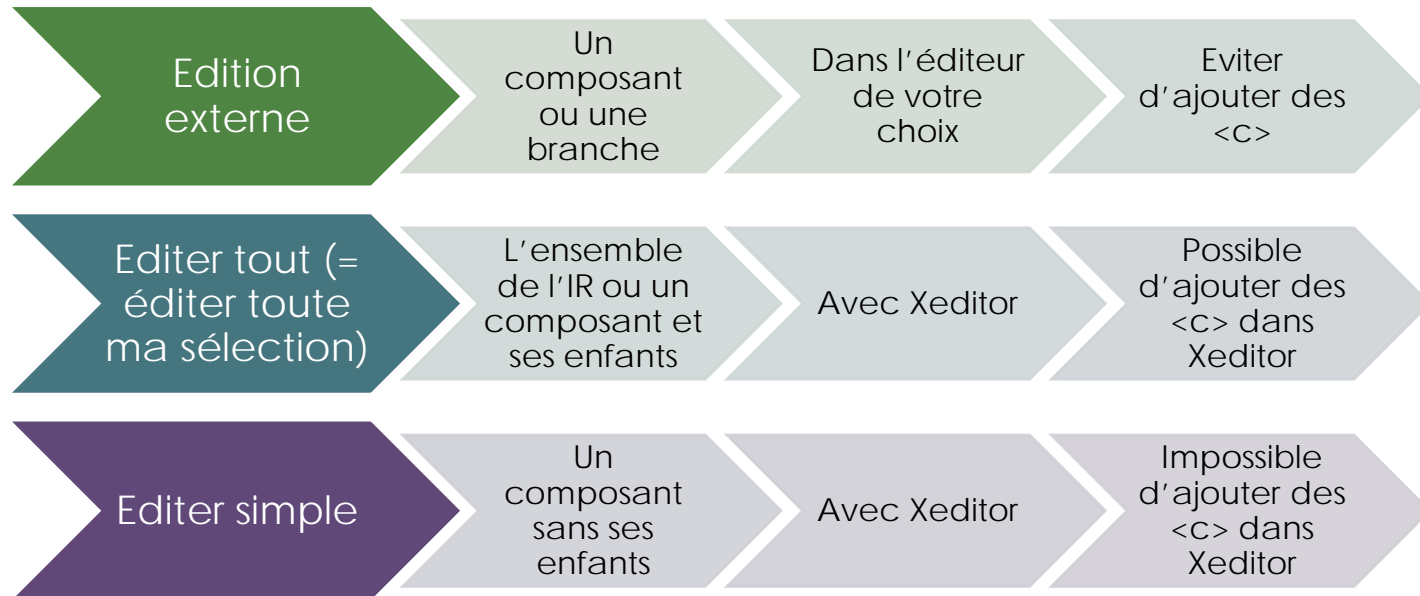 Edition
externe
Un
composant
ou une
branche
Dans l’éditeur
de votre
choix
Eviter
d’ajouter des
<c>
Editer tout (=
éditer toute
ma sélection)
L’ensemble
de l’IR ou un
composant et
ses enfants
Avec Xeditor
Possible
d’ajouter des
<c> dans
Xeditor
Editer simple
Un
composant
sans ses
enfants
Avec Xeditor
Impossible
d’ajouter des
<c> dans
Xeditor